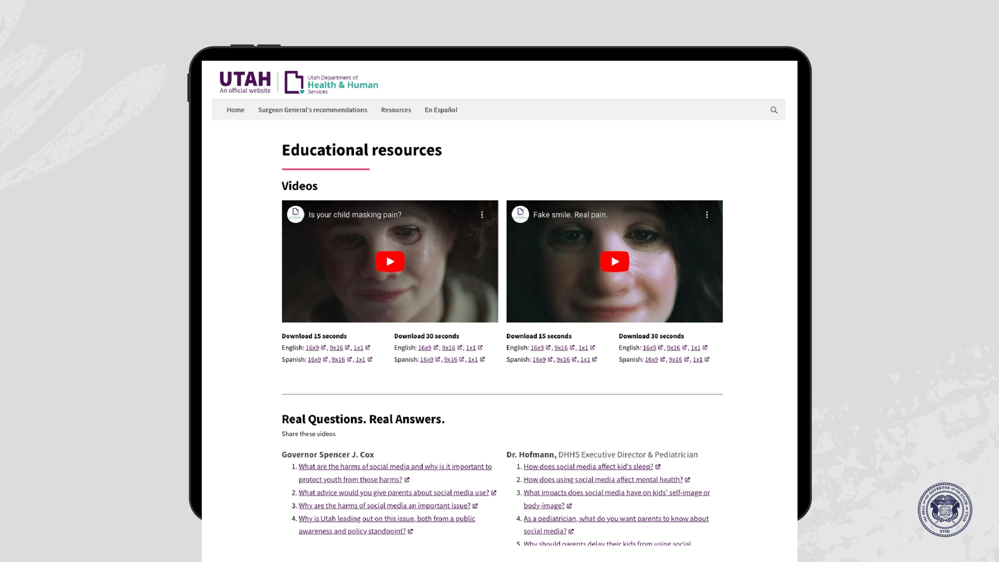 UTAH
An official website
Utah Department of
Health & Human
Services
Home
Surgeon General's recommendations
Resources
En Español
Educational resources
Videos
Is your child masking pain?
Fake smile. Real pain.
Download 15 seconds
English: 16x9, 9x16, 1x1
Spanish: 16x9, 9x16, 1x1
Download 30 seconds
English: 16x9, 9x16, 1x1
Spanish: 16x9, 9x16, 1x1
Download 15 seconds
English: 16x9, 9x16, 1x1
Spanish: 16x9, 9x16, 1x1
Download 30 seconds
English: 16x9, 9x16, 1x1
Spanish: 16x9, 9x16, 1x1
Real Questions. Real Answers.
Share these videos
Governor Spencer J. Cox
1. What are the harms of social media and why is it important to
protect youth from those harms?
2. What advice would you give parents about social media use?
3. Why are the harms of social media an important issue?
4. Why is Utah leading out on this issue, both from a public
awareness and policy standpoint?
Dr. Hofmann, DHHS Executive Director & Pediatrician
1. How does social media affect kid's sleep?
2. How does using social media affect mental health?
3. What impacts does social media have on kids' self-image or
body-image?
4. As a pediatrician, what do you want parents to know about
social media?
5. Why should parents delay their kids from using social
THE SEAL OF THE GOVERNOR OF THE STATE OF UTAH
XVIII